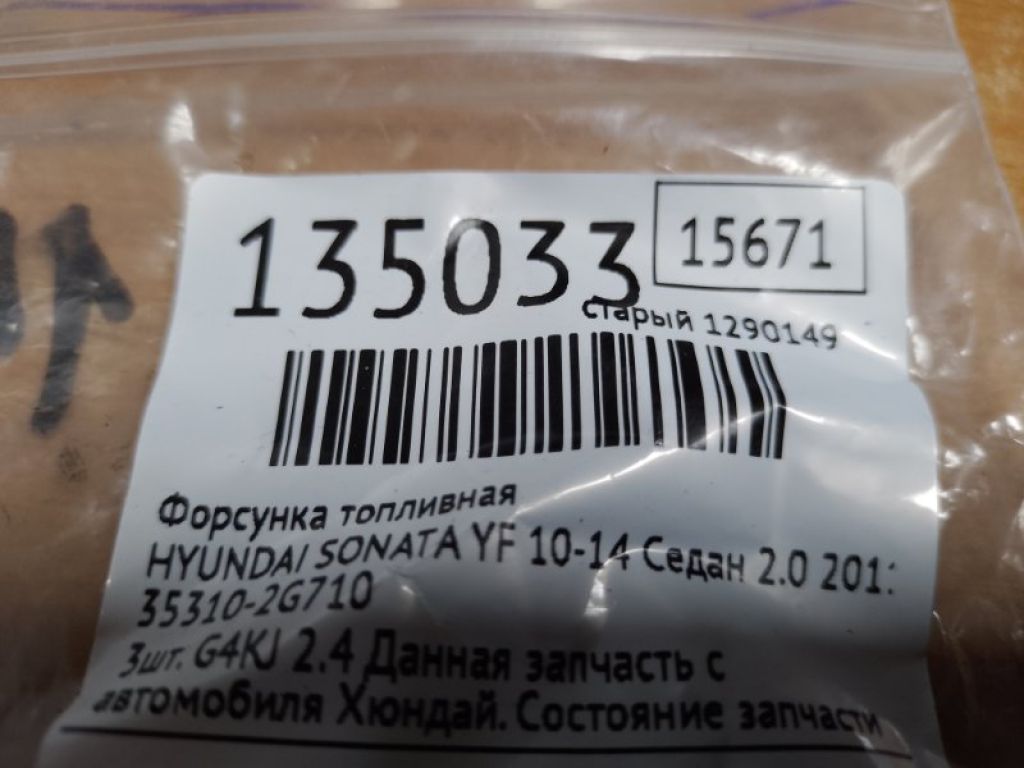 135033
15671
старый 1290149
Форсунка топливная
HYUNDAI SONATA YF 10-14 Седан 2.0 201
35310-2G710
3шт. G4KJ 2.4 Данная запчасть с
автомобиля Хюндай. Состояние запчасти